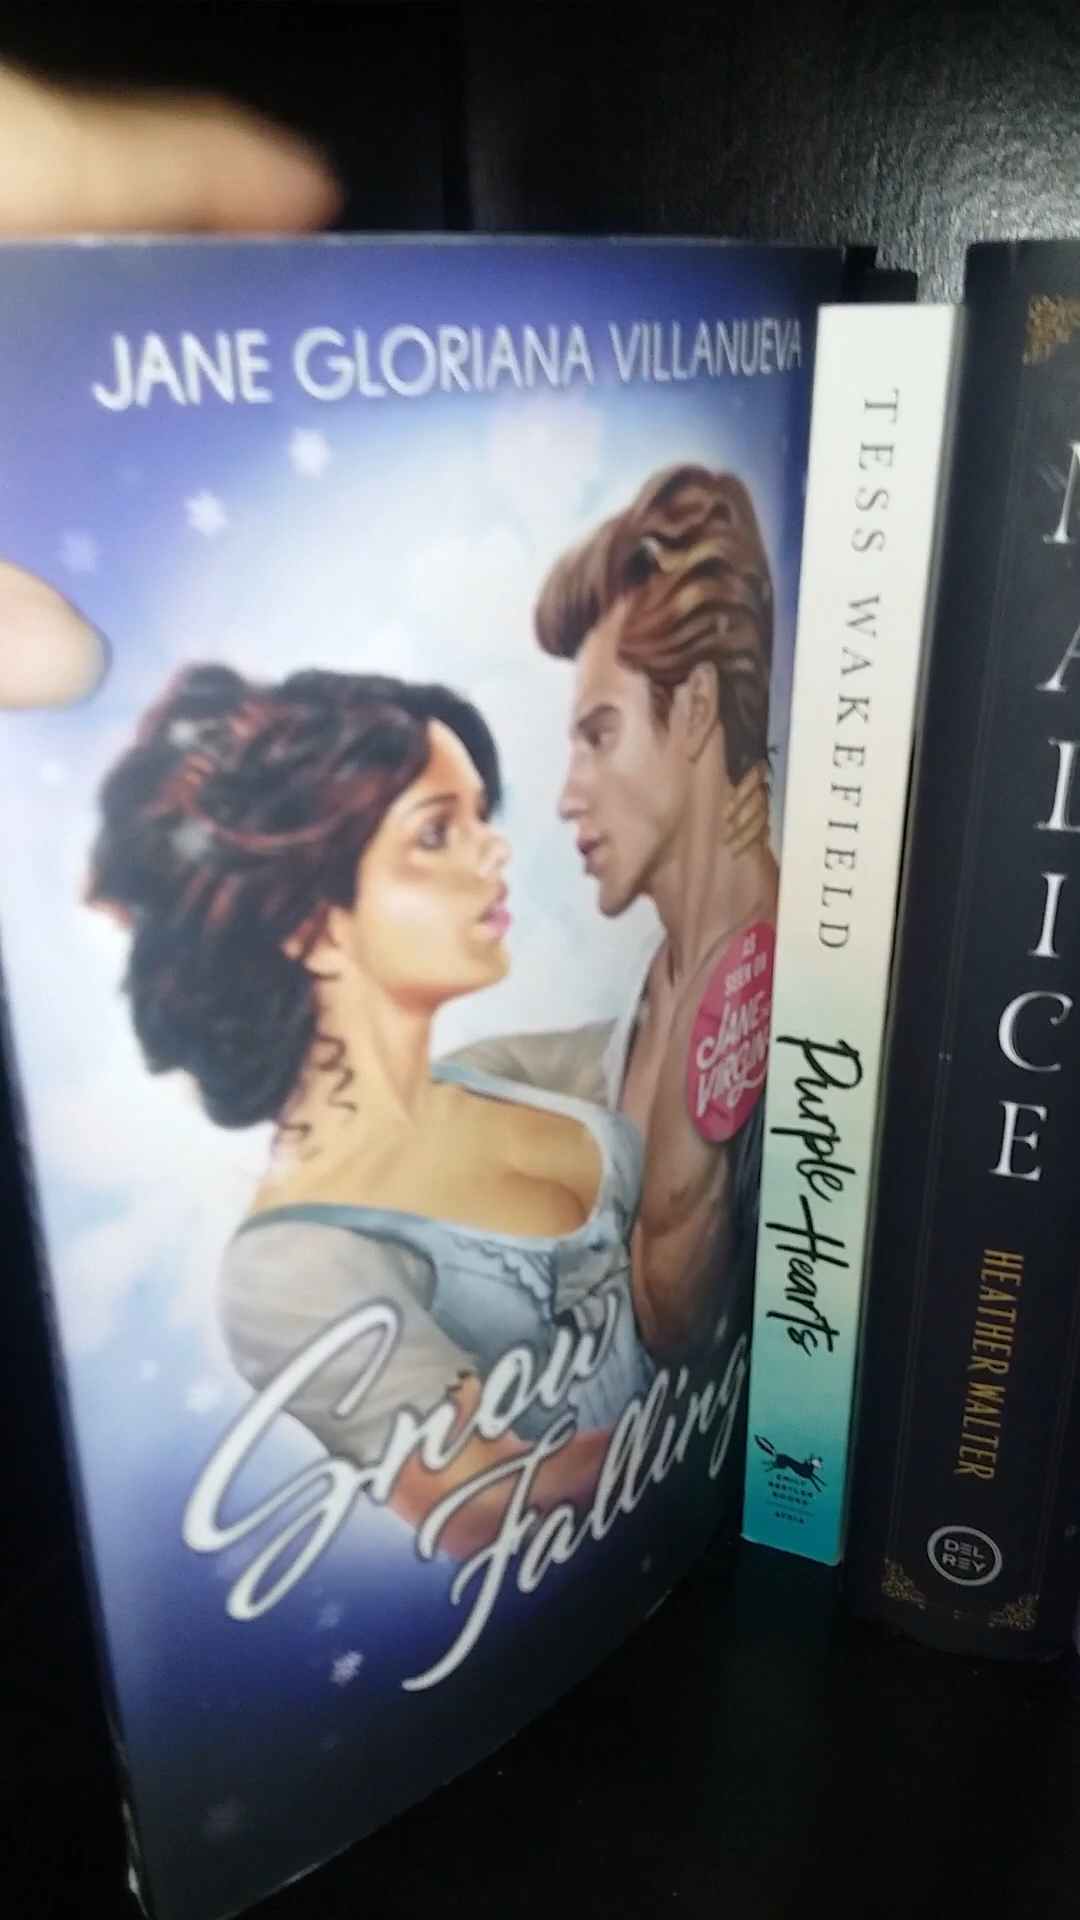 JANE GLORIANA VILLANUEVA
AS
SEEN ON
JANE THE
VIRGIN
Snow
Falling
TESS WAKEFIELD
Purple Hearts
EMILY
BESTLER
BOOKS
ATRIA
MALICE
HEATHER WALTER
DEL
REY